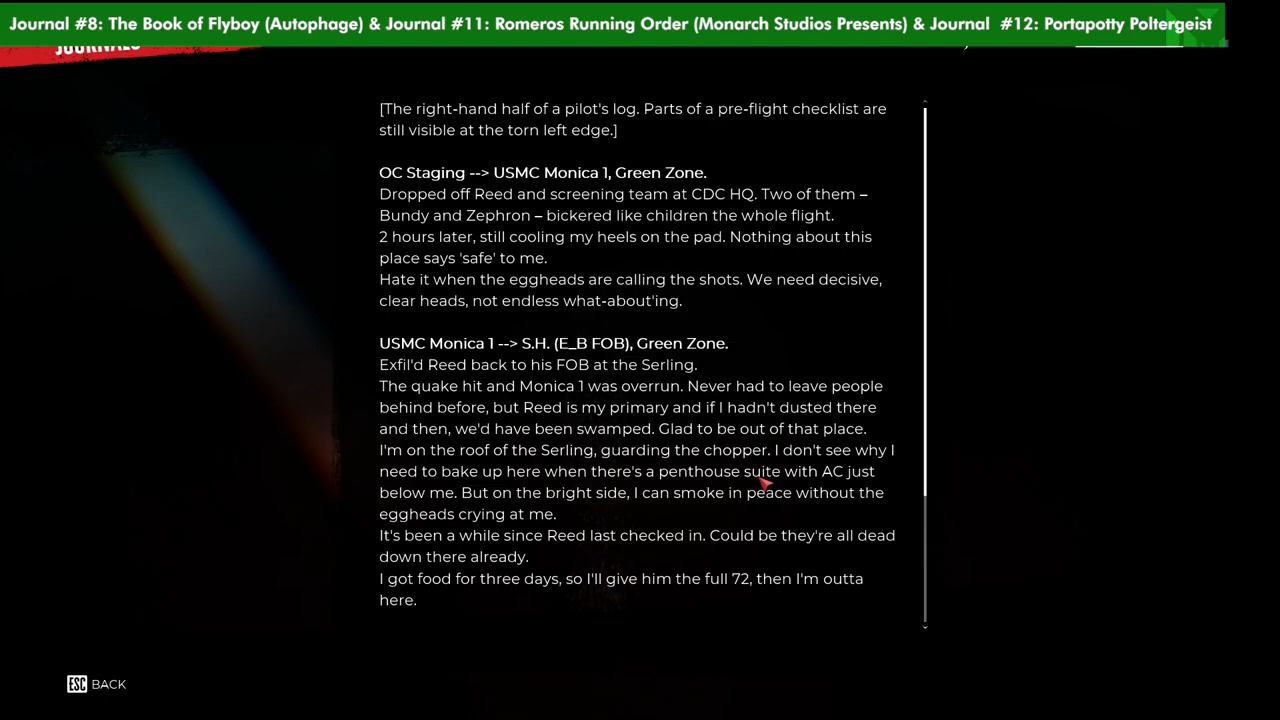 Journal #8: The Book of Flyboy (Autophage) & Journal #11: Romeros Running Order (Monarch Studios Presents) & Journal  #12: Portapotty Poltergeist
JOURNALS
[The right-hand half of a pilot's log. Parts of a pre-flight checklist are
still visible at the torn left edge.]
OC Staging --> USMC Monica 1, Green Zone.
Dropped off Reed and screening team at CDC HQ. Two of them –
Bundy and Zephron – bickered like children the whole flight.
2 hours later, still cooling my heels on the pad. Nothing about this
place says 'safe' to me.
Hate it when the eggheads are calling the shots. We need decisive,
clear heads, not endless what-about'ing.
USMC Monica 1 --> S.H. (E_B FOB), Green Zone.
Exfil'd Reed back to his FOB at the Serling.
The quake hit and Monica 1 was overrun. Never had to leave people
behind before, but Reed is my primary and if I hadn't dusted there
and then, we'd have been swamped. Glad to be out of that place.
I'm on the roof of the Serling, guarding the chopper. I don't see why I
need to bake up here when there's a penthouse suite with AC just
below me. But on the bright side, I can smoke in peace without the
eggheads crying at me.
It's been a while since Reed last checked in. Could be they're all dead
down there already.
I got food for three days, so I'll give him the full 72, then I'm outta
here.
ESC BACK